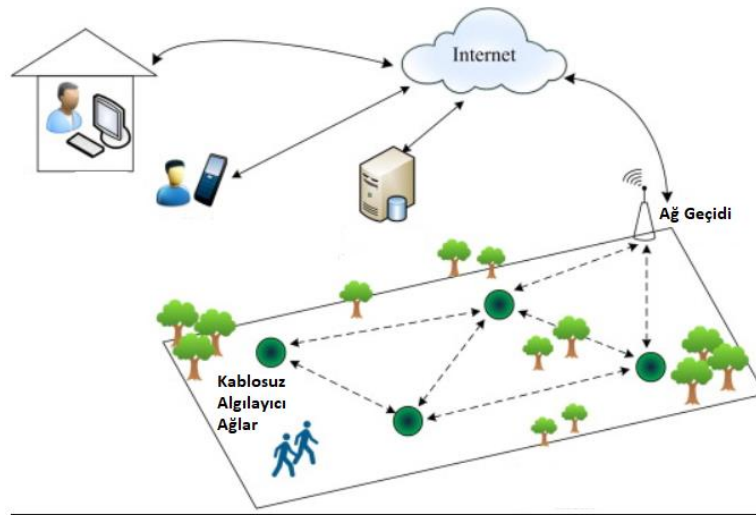 Internet
Ağ Geçidi
Kablosuz
Algılayıcı
Ağlar